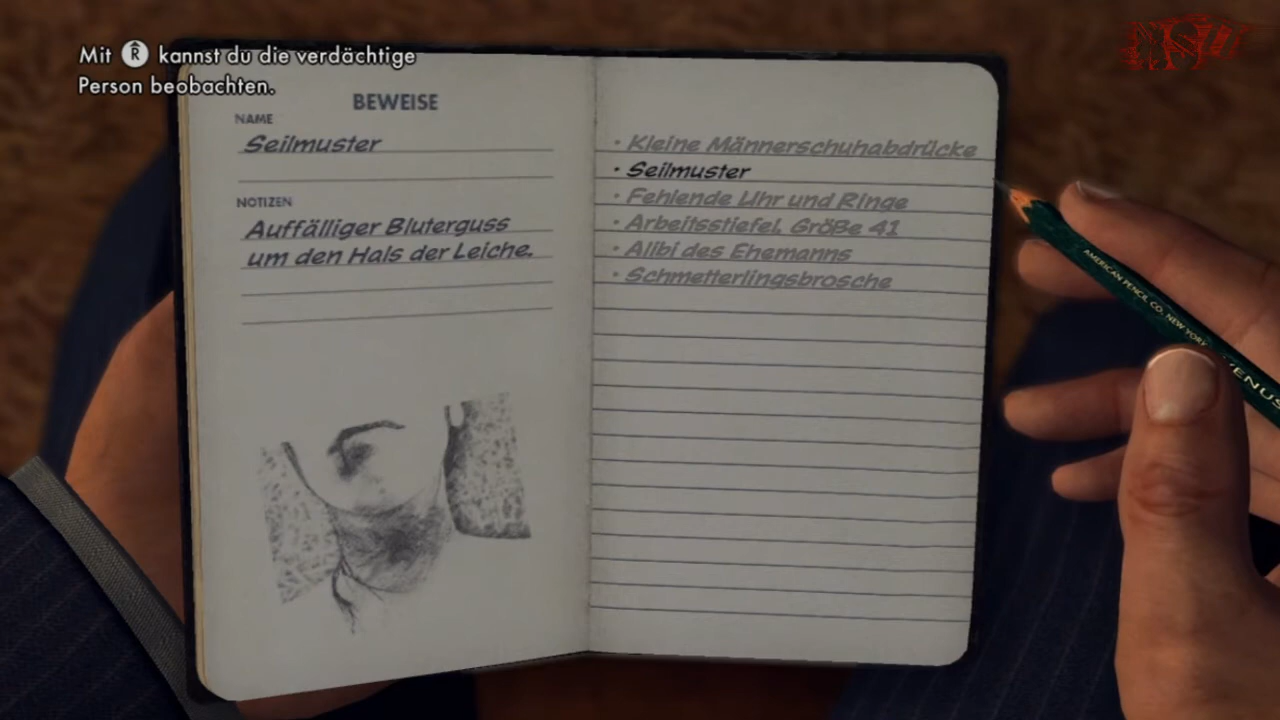 Mit R kannst du die verdächtige
Person beobachten.
BEWEISE
NAME
Seilmuster
NOTIZEN
Auffälliger Bluterguss
um den Hals der Leiche.
· Kleine Männerschuhabdrücke
· Seilmuster
· Fehlende Uhr und Ringe
· Arbeitsstiefel, Größe 41
· Alibi des Ehemanns
· Schmetterlingsbrosche
AMERICAN PENCIL CO. NEW YORK
VENUS